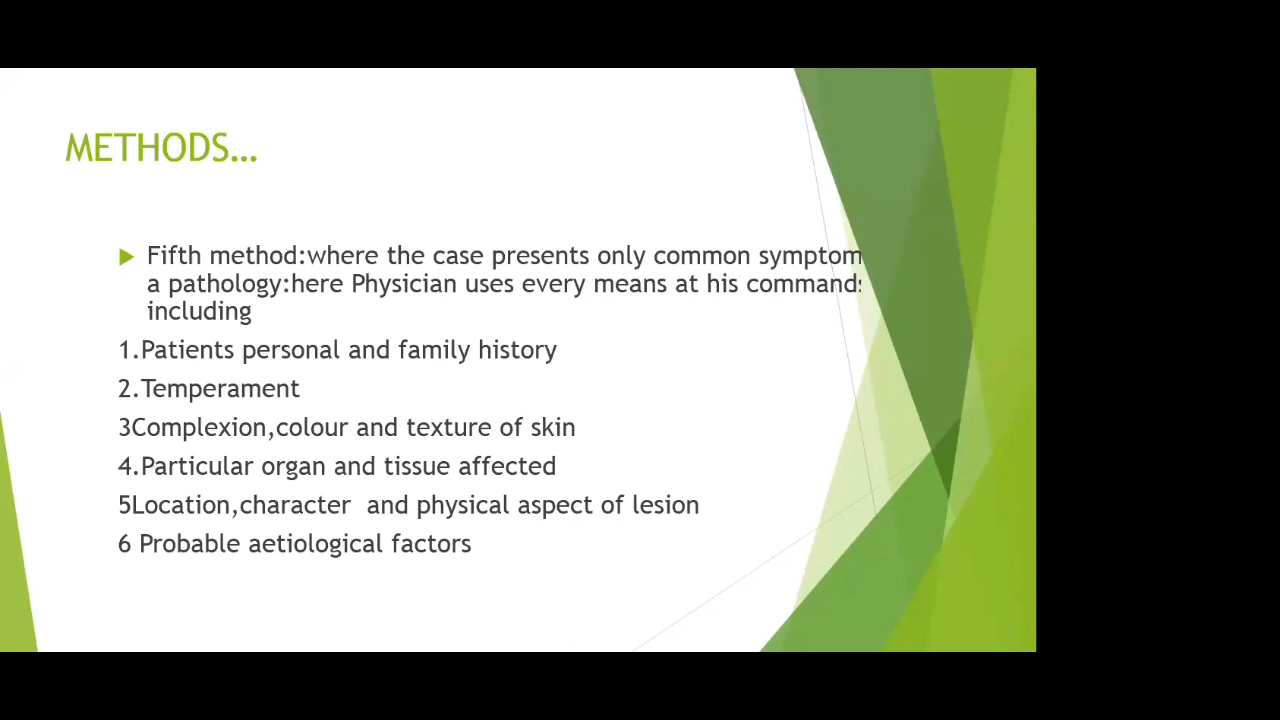 METHODS…
Fifth method:where the case presents only common symptom
a pathology:here Physician uses every means at his command
including
1.Patients personal and family history
2.Temperament
3Complexion,colour and texture of skin
4.Particular organ and tissue affected
5Location,character  and physical aspect of lesion
6 Probable aetiological factors